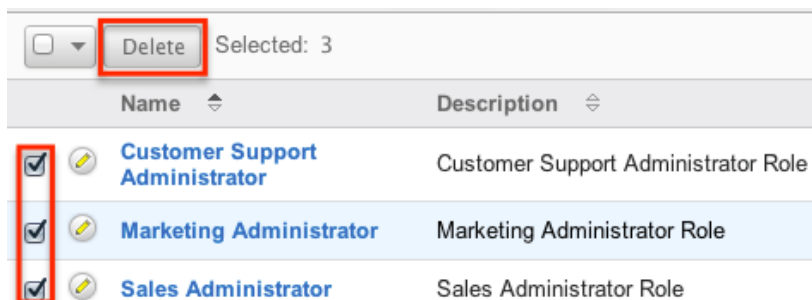 Delete Selected: 3
Name Description
Customer Support
Administrator
Customer Support Administrator Role
Marketing Administrator Marketing Administrator Role
Sales Administrator Sales Administrator Role